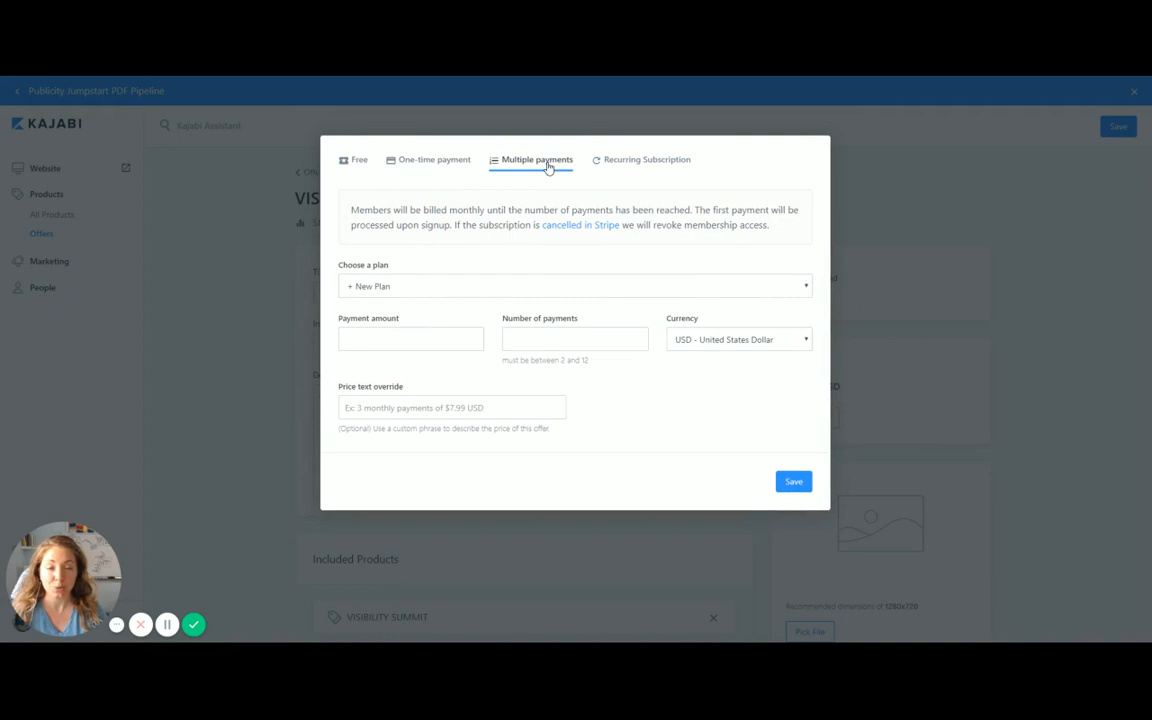 Publicity Jumpstart PDF Pipeline
KAJABI
Kajabi Assistant
Save
Website
Products
All Products
Offers
Marketing
People
Free
One-time payment
Multiple payments
Recurring Subscription
Members will be billed monthly until the number of payments has been reached. The first payment will be
processed upon signup. If the subscription is cancelled in Stripe we will revoke membership access.
Choose a plan
+ New Plan
Payment amount
Number of payments
Currency
USD - United States Dollar
must be between 2 and 12
Price text override
Ex: 3 monthly payments of $7.99 USD
(Optional) Use a custom phrase to describe the price of this offer.
Save
Included Products
VISIBILITY SUMMIT
Recommended dimensions of 1280x720
Pick File